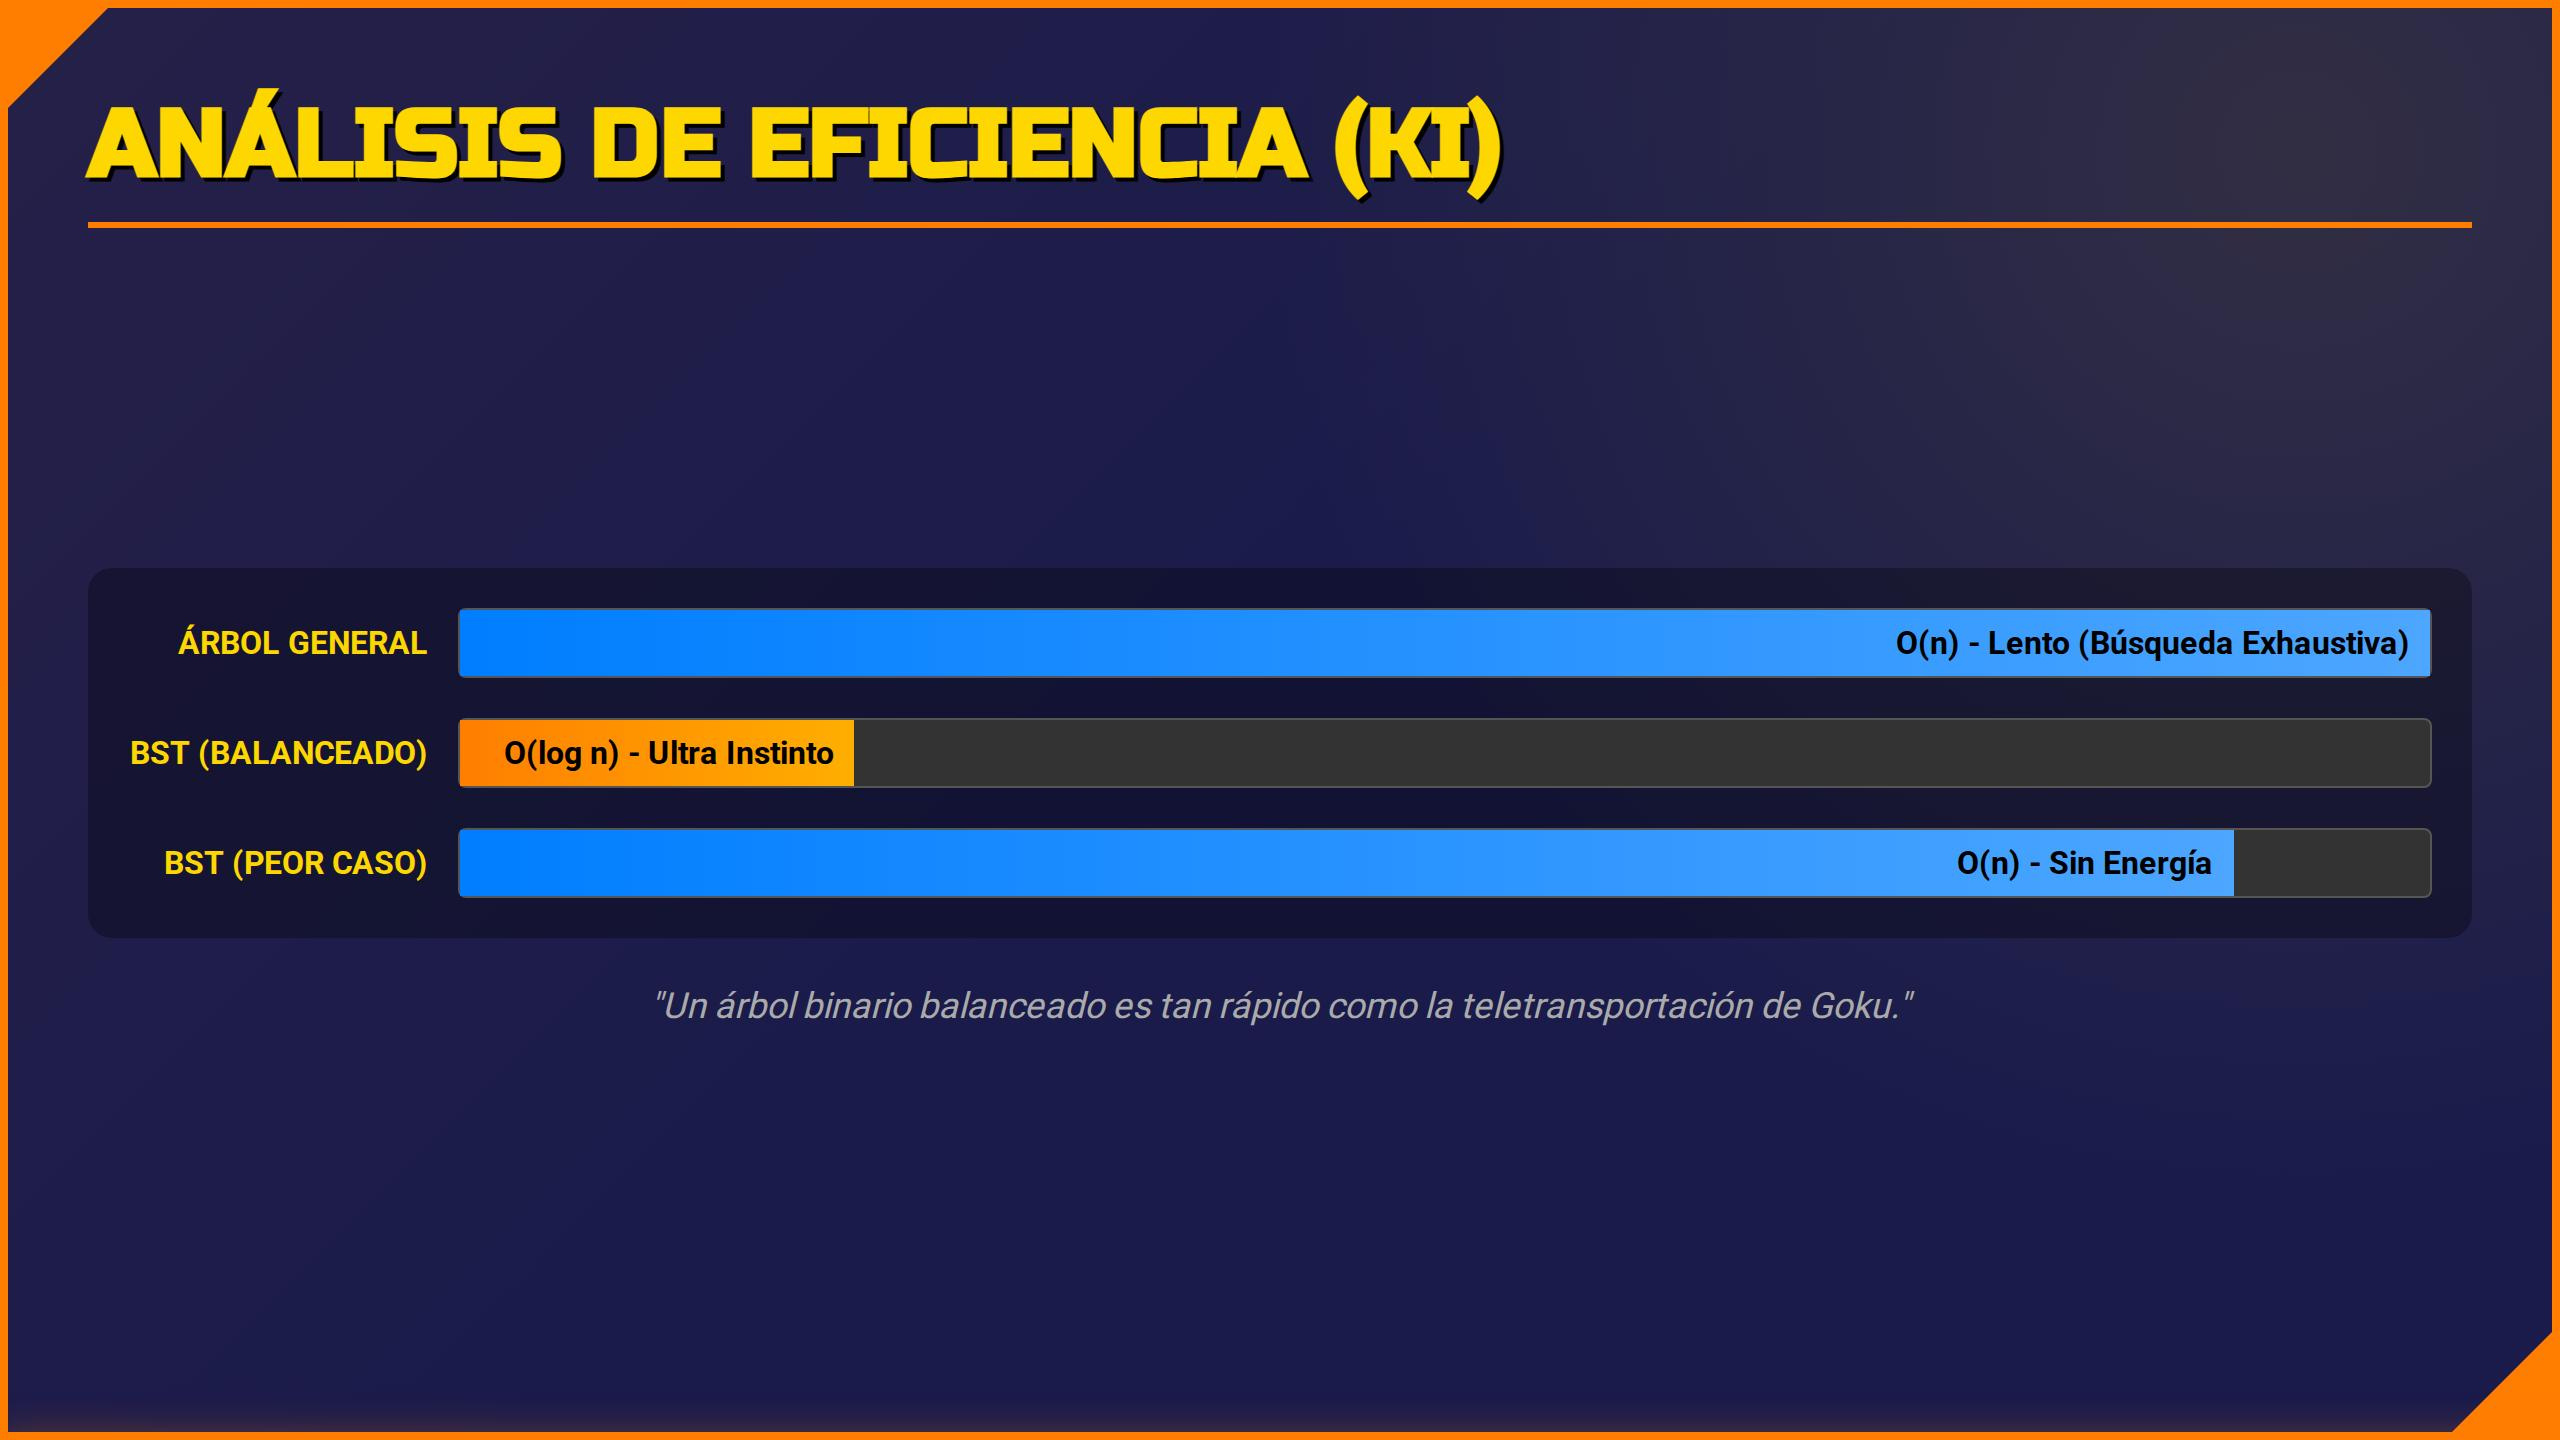 ANÁLISIS DE EFICIENCIA (KI)
ÁRBOL GENERAL
O(n) - Lento (Búsqueda Exhaustiva)
BST (BALANCEADO)
O(log n) - Ultra Instinto
BST (PEOR CASO)
O(n) - Sin Energía
"Un árbol binario balanceado es tan rápido como la teletransportación de Goku."